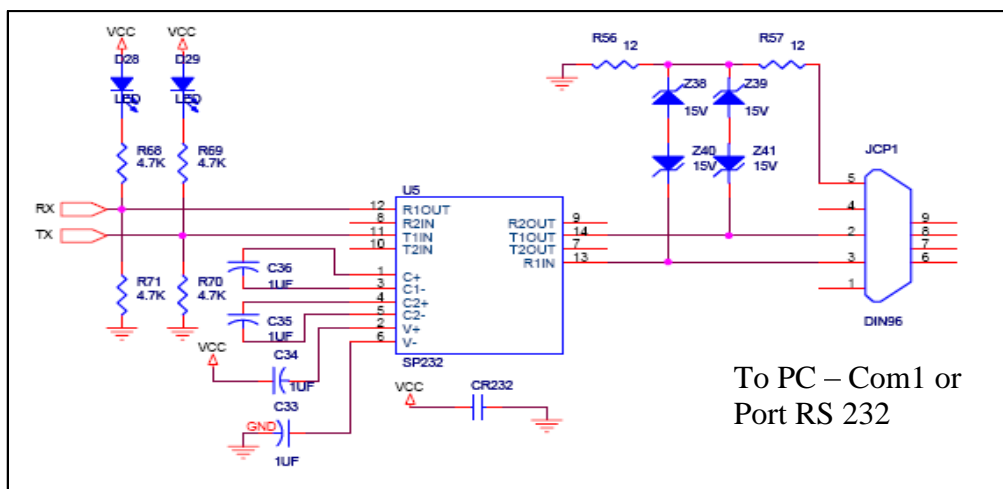 VCC VCC
D28 D29
LED LED
R68 R69
4.7K 4.7K
RX
TX
R71 R70
4.7K 4.7K
R56 12
R57 12
Z38 Z39
15V 15V
Z40 Z41
15V 15V
JCP1
5
4
2
3
1
9
8
7
6
DIN96
U5
12 R1OUT
8 R2IN
11 T1IN
10 T2IN
1 C+
3 C1-
4 C2+
5 C2-
2 V+
6 V-
R2OUT 9
T1OUT 14
T2OUT 7
R1IN 13
SP232
C36
1UF
C35
1UF
VCC
C34
1UF
C33
GND
1UF
VCC
CR232
To PC – Com1 or
Port RS 232